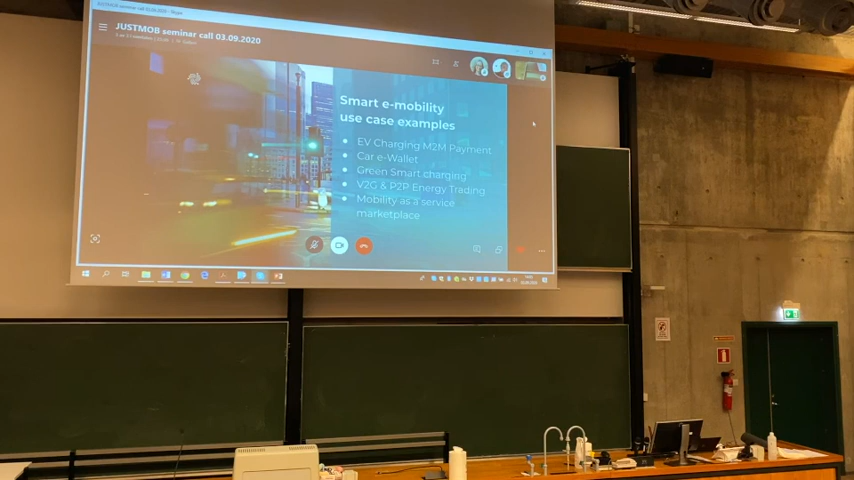 JUSTMOB seminar call 03.09.2020
Smart e-mobility
use case examples
• EV Charging M2M Payment
• Car e-Wallet
• Green Smart charging
• V2G & P2P Energy Trading
• Mobility as a service
marketplace